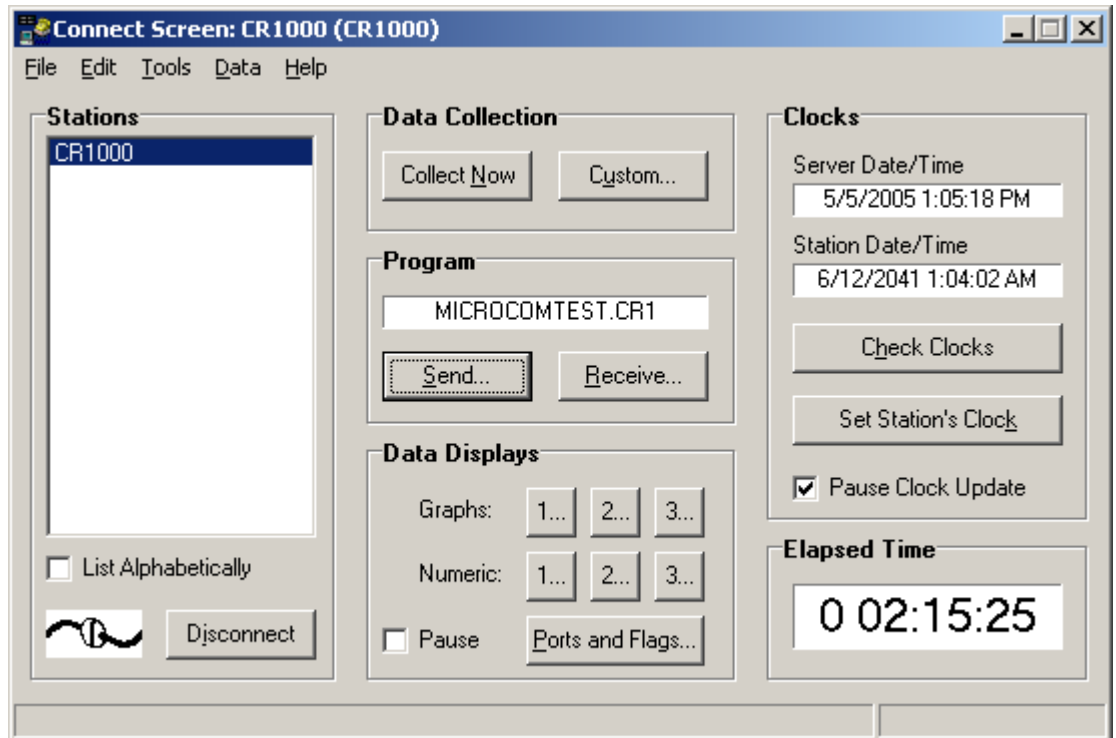 Connect Screen: CR1000 (CR1000)
File Edit Tools Data Help
Stations
CR1000
List Alphabetically
Disconnect
Data Collection
Collect Now
Custom...
Program
MICROCOMTEST.CR1
Send...
Receive...
Data Displays
Graphs: 1... 2... 3...
Numeric: 1... 2... 3...
Pause
Ports and Flags...
Clocks
Server Date/Time
5/5/2005 1:05:18 PM
Station Date/Time
6/12/2041 1:04:02 AM
Check Clocks
Set Station's Clock
Pause Clock Update
Elapsed Time
0 02:15:25